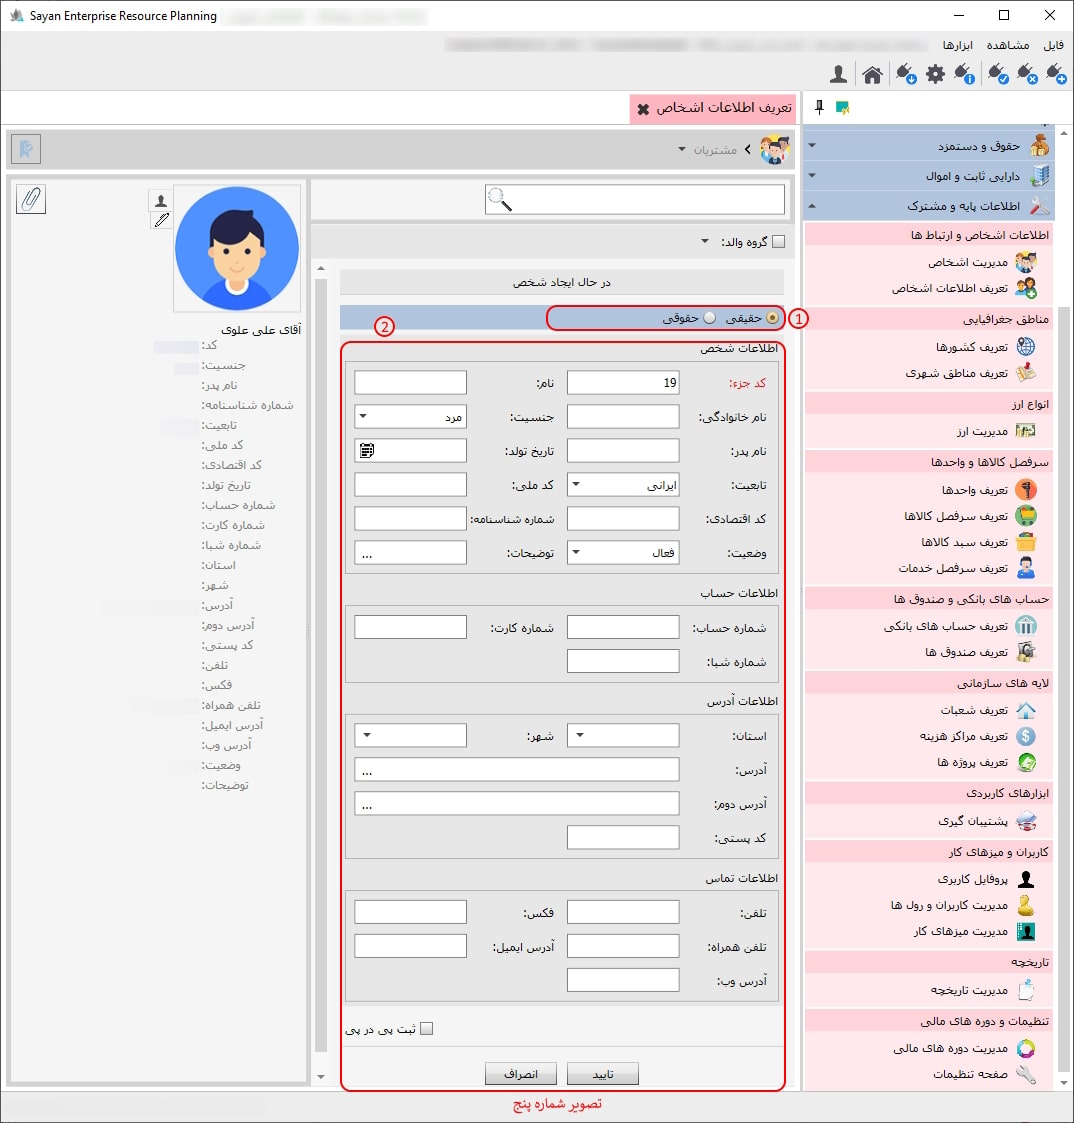 Sayan Enterprise Resource Planning
فایل مشاهده ابزارها
تعریف اطلاعات اشخاص
مشتریان
حقوق و دستمزد
دارایی ثابت و اموال
اطلاعات پایه و مشترک
اطلاعات اشخاص و ارتباط ها
مدیریت اشخاص
تعریف اطلاعات اشخاص
مناطق جغرافیایی
تعریف کشورها
تعریف مناطق شهری
انواع ارز
مدیریت ارز
سرفصل کالاها و واحدها
تعریف واحدها
تعریف سرفصل کالاها
تعریف سبد کالاها
تعریف سرفصل خدمات
حساب های بانکی و صندوق ها
تعریف حساب های بانکی
تعریف صندوق ها
لایه های سازمانی
تعریف شعبات
تعریف مراکز هزینه
تعریف پروژه ها
ابزارهای کاربردی
پشتیبان گیری
کاربران و میزهای کار
پروفایل کاربری
مدیریت کاربران و رول ها
مدیریت میزهای کار
تاریخچه
مدیریت تاریخچه
تنظیمات و دوره های مالی
مدیریت دوره های مالی
صفحه تنظیمات
گروه والد:
در حال ایجاد شخص
حقیقی حقوقی
1
2
اطلاعات شخص
کد جزء: 19 نام:
نام خانوادگی: جنسیت: مرد
نام پدر: تاریخ تولد:
تابعیت: ایرانی کد ملی:
کد اقتصادی: شماره شناسنامه:
وضعیت: فعال توضیحات: ...
اطلاعات حساب
شماره حساب: شماره کارت:
شماره شبا:
اطلاعات آدرس
استان: شهر:
آدرس: ...
آدرس دوم: ...
کد پستی:
اطلاعات تماس
تلفن: فکس:
تلفن همراه: آدرس ایمیل:
آدرس وب:
ثبت پی در پی
تایید انصراف
آقای علی علوی
کد:
جنسیت:
نام پدر:
شماره شناسنامه:
تابعیت:
کد ملی:
کد اقتصادی:
تاریخ تولد:
شماره حساب:
شماره کارت:
شماره شبا:
استان:
شهر:
آدرس:
آدرس دوم:
کد پستی:
تلفن:
فکس:
تلفن همراه:
آدرس ایمیل:
آدرس وب:
وضعیت:
توضیحات:
تصویر شماره پنج